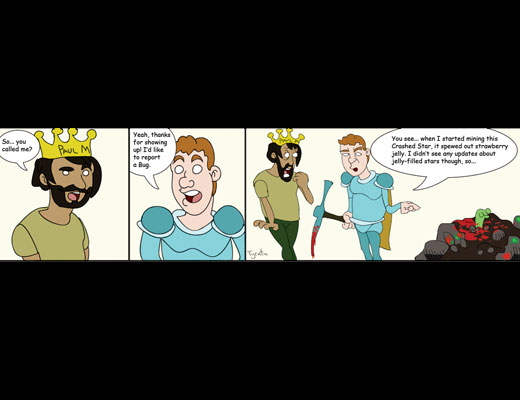 So... you
called me?
PAUL M
Yeah, thanks
for showing
up! I'd like
to report
a Bug.
PAUL M
You see... when I started mining this
Crashed Star, it spewed out strawberry
jelly. I didn't see any updates about
jelly-filled stars though, so...